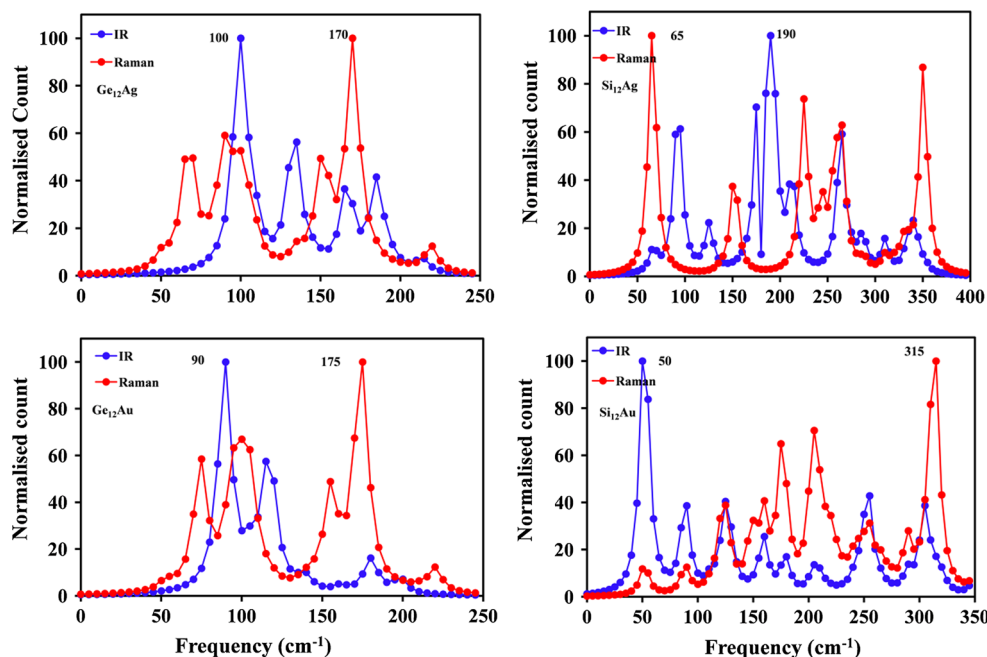 Normalised Count
100
80
60
40
20
0
IR
Raman
Ge12Ag
100
170
0 50 100 150 200 250
Normalised count
100
80
60
40
20
0
IR
Raman
Si12Ag
65
190
0 50 100 150 200 250 300 350 400
Normalised count
100
80
60
40
20
0
IR
Raman
Ge12Au
90
175
0 50 100 150 200 250
Frequency (cm-1)
Normalised count
100
80
60
40
20
0
IR
Raman
Si12Au
50
315
0 50 100 150 200 250 300 350
Frequency (cm-1)